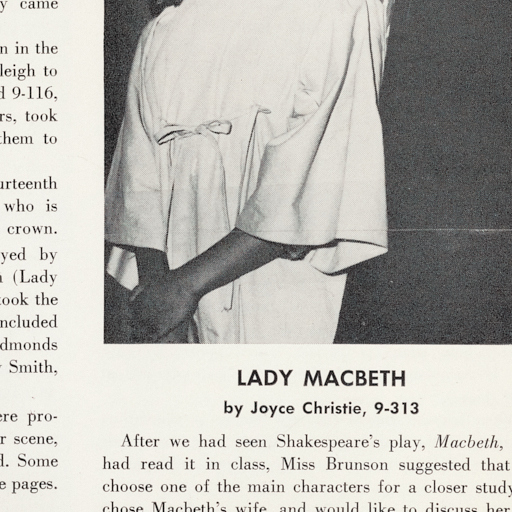 came
n in the
leigh to
9-116,
rs, took
them to
urteenth
who is
crown.
yed by
(Lady
took the
ncluded
dmonds
Smith,
ere pro-
r scene,
d. Some
e pages.
LADY MACBETH
by Joyce Christie, 9-313
After we had seen Shakespeare's play, Macbeth,
had read it in class, Miss Brunson suggested that
choose one of the main characters for a closer study
chose Macbeth's wife, and would like to discuss her